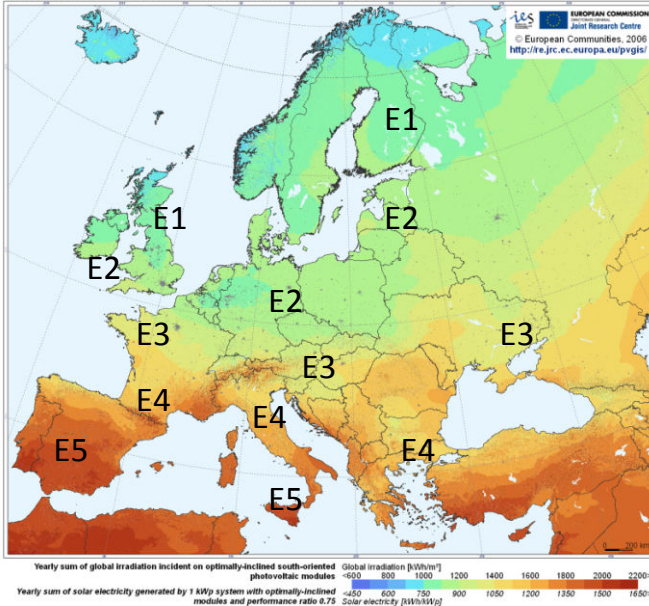 ies
EUROPEAN COMMISSION
DIRECTORATE GENERAL
Joint Research Centre
© European Communities, 2006
http://re.jrc.ec.europa.eu/pvgis/
E1
E1
E2
E2
E2
E3
E3
E3
E4
E4
E4
E5
E5
0 200 km
Yearly sum of global irradiation incident on optimally-inclined south-oriented photovoltaic modules
Global irradiation [kWh/m²]
<600 800 1000 1200 1400 1600 1800 2000 2200>
<450 600 750 900 1050 1200 1350 1500 1650>
Yearly sum of solar electricity generated by 1 kWp system with optimally-inclined modules and performance ratio 0.75
Solar electricity [kWh/kWp]